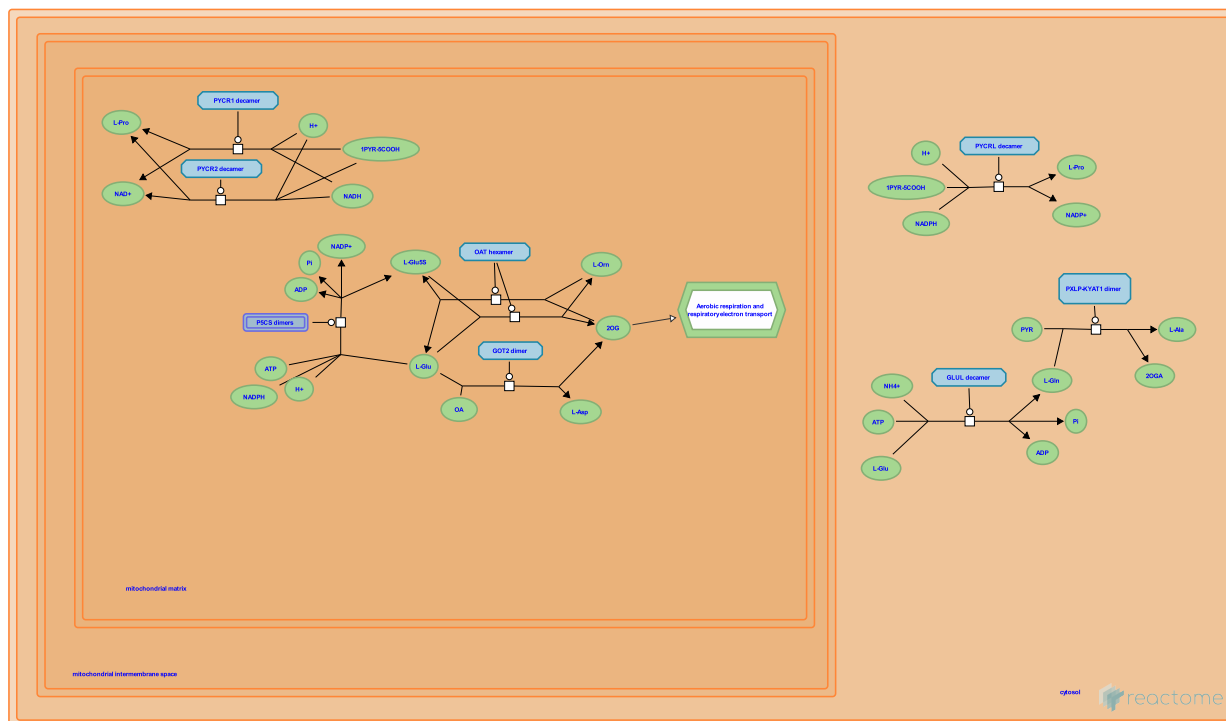 PYCR1 decamer
L-Pro
H+
1PYR-5COOH
PYCR2 decamer
NAD+
NADH
PYCRL decamer
H+
L-Pro
1PYR-5COOH
NADPH
NADP+
NADP+
Pi
L-Glu5S
OAT hexamer
L-Orn
ADP
P5CS dimers
Aerobic respiration and
respiratoryelectron transport
2OG
GOT2 dimer
L-Glu
ATP
NADPH
H+
OA
L-Asp
PXLP-KYAT1 dimer
PYR
L-Ala
L-Gln
2OGA
GLUL decamer
NH4+
ATP
Pi
ADP
L-Glu
mitochondrial matrix
mitochondrial intermembrane space
cytosol
reactome